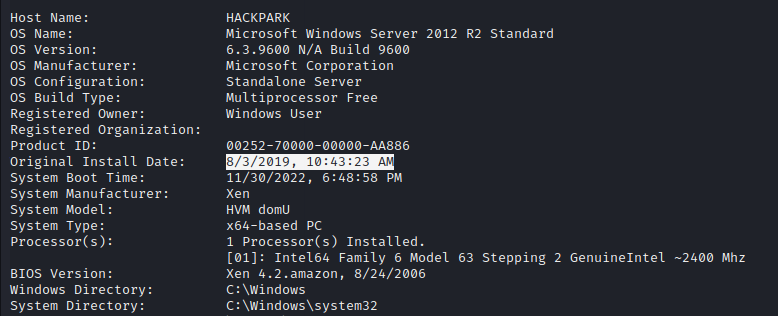 Host Name: HACKPARK
OS Name: Microsoft Windows Server 2012 R2 Standard
OS Version: 6.3.9600 N/A Build 9600
OS Manufacturer: Microsoft Corporation
OS Configuration: Standalone Server
OS Build Type: Multiprocessor Free
Registered Owner: Windows User
Registered Organization:
Product ID: 00252-70000-00000-AA886
Original Install Date: 8/3/2019, 10:43:23 AM
System Boot Time: 11/30/2022, 6:48:58 PM
System Manufacturer: Xen
System Model: HVM domU
System Type: x64-based PC
Processor(s): 1 Processor(s) Installed.
[01]: Intel64 Family 6 Model 63 Stepping 2 GenuineIntel ~2400 Mhz
BIOS Version: Xen 4.2.amazon, 8/24/2006
Windows Directory: C:\Windows
System Directory: C:\Windows\system32